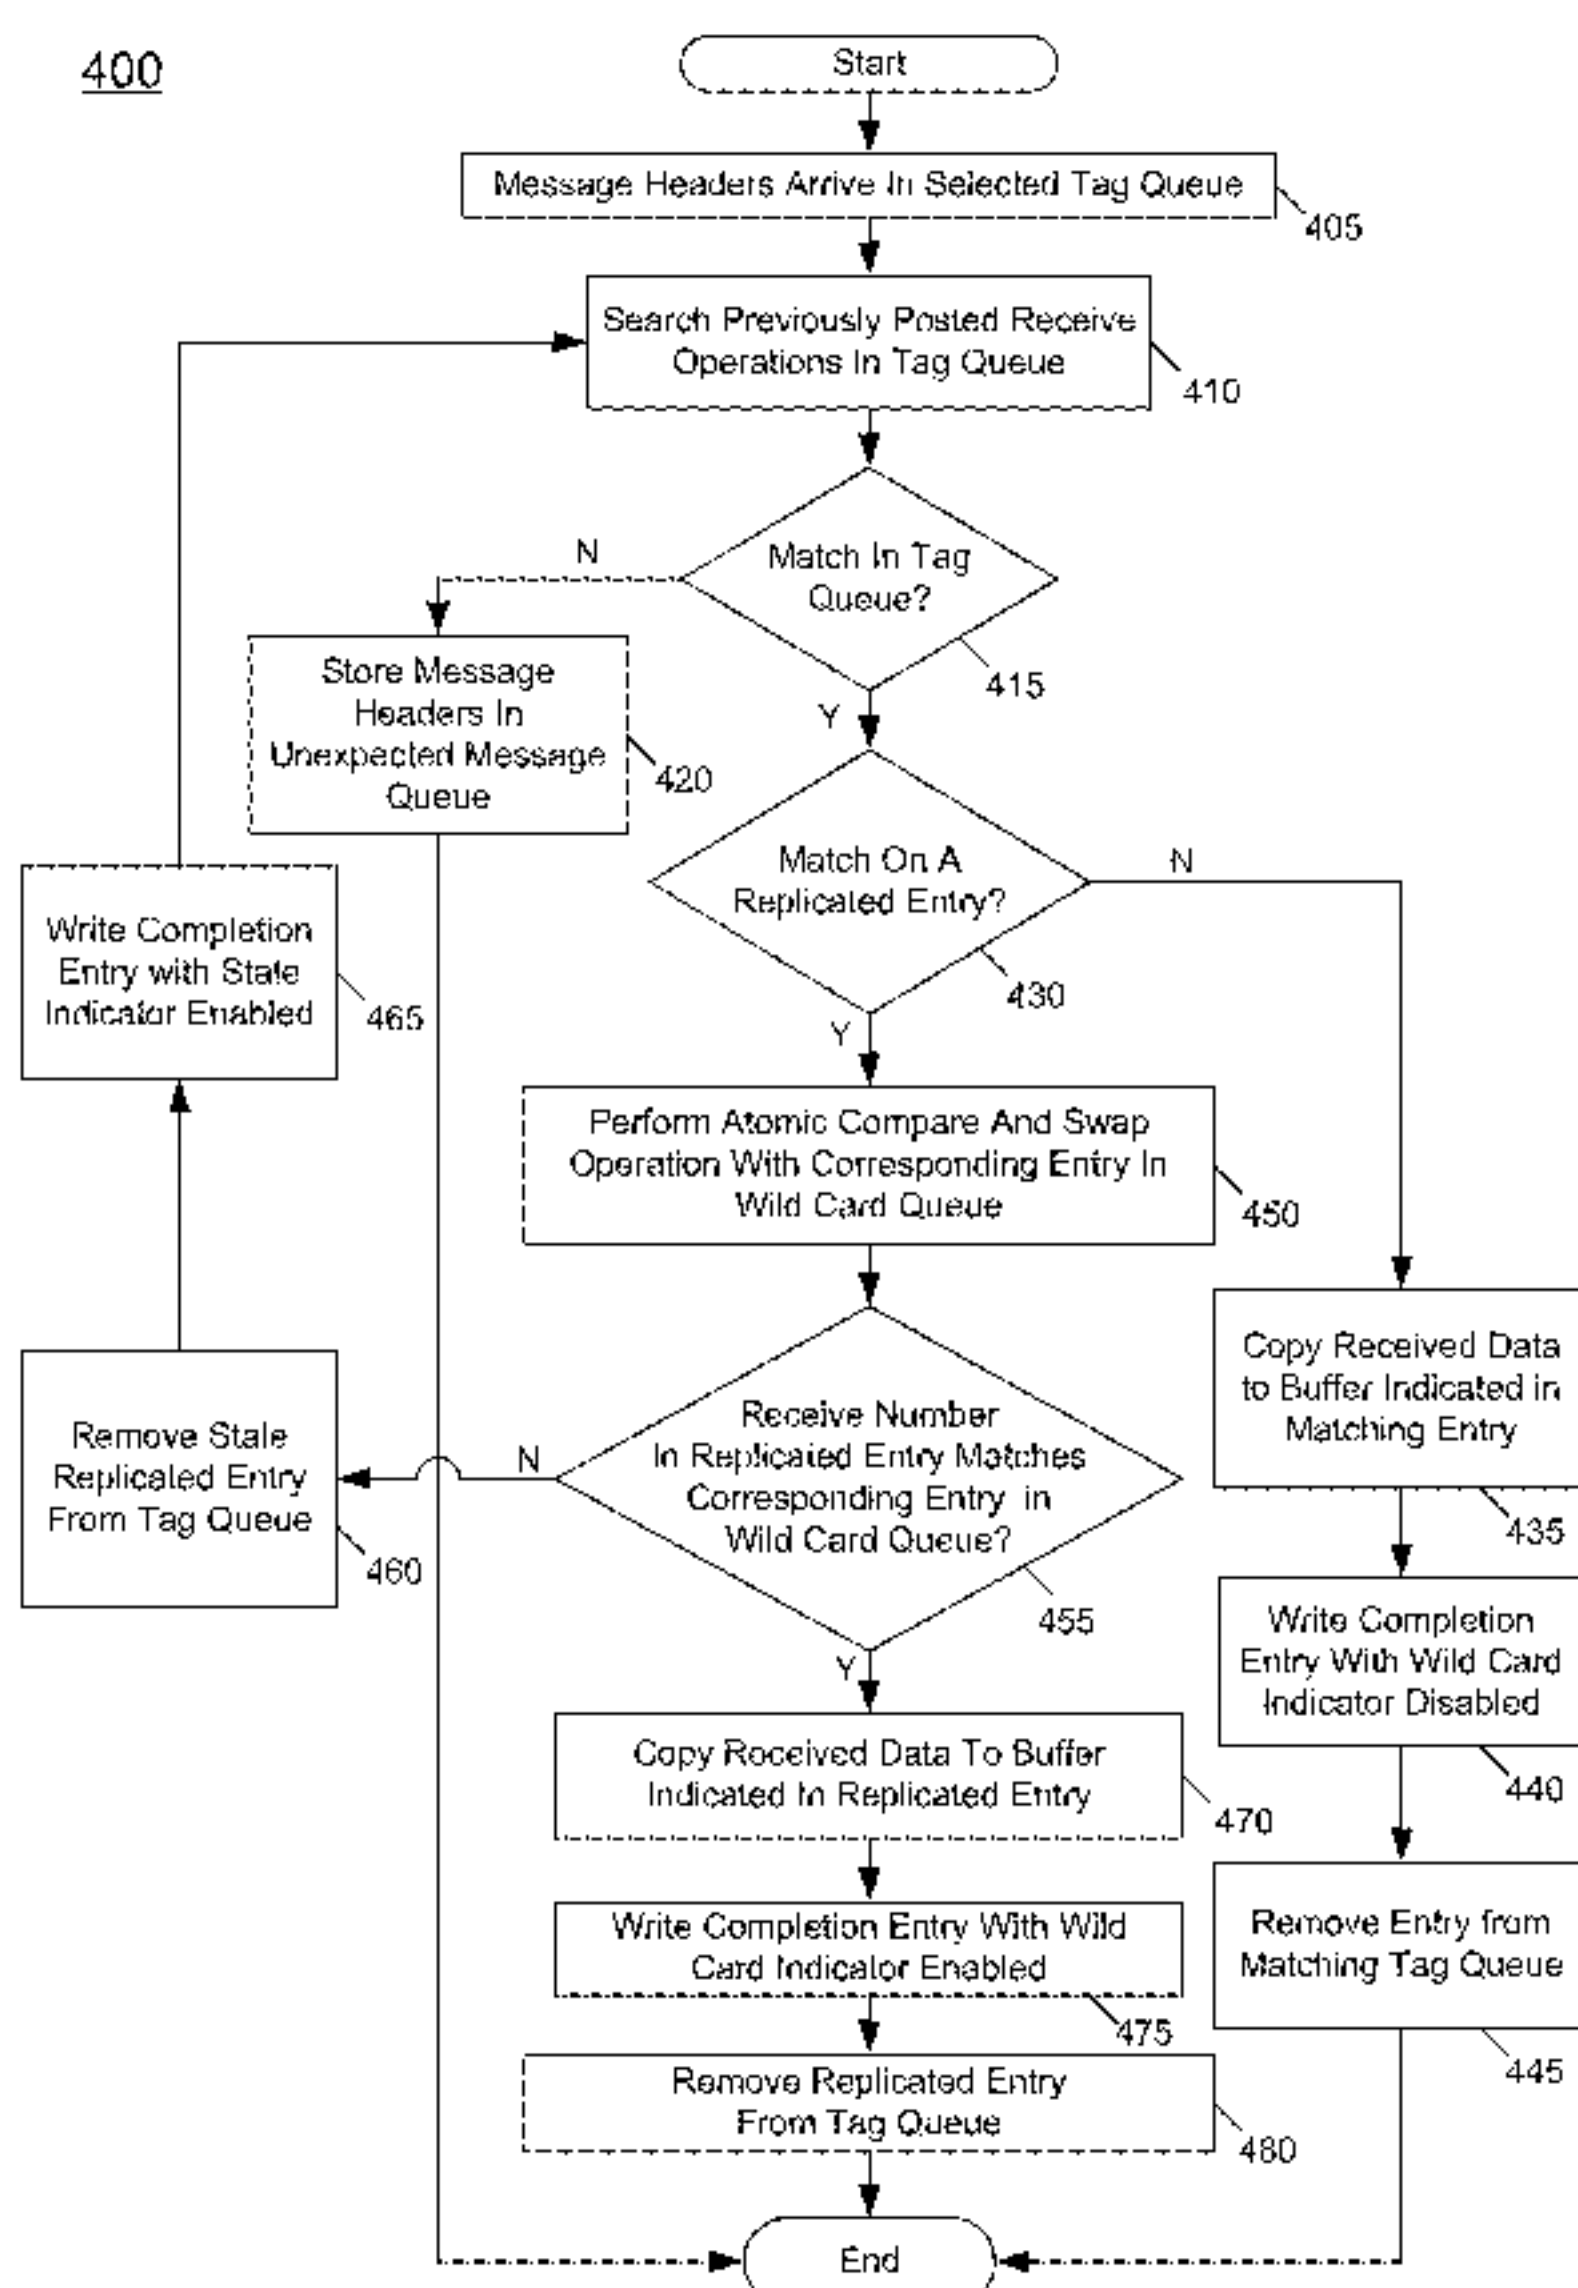 400
Start
Message Headers Arrive In Selected Tag Queue
405
Search Previously Posted Receive
Operations In Tag Queue
410
Match In Tag
Queue?
415
N
Y
Store Message
Headers In
Unexpected Message
Queue
420
Match On A
Replicated Entry?
430
N
Y
Write Completion
Entry with Stale
Indicator Enabled
465
Perform Atomic Compare And Swap
Operation With Corresponding Entry In
Wild Card Queue
450
Copy Received Data
to Buffer Indicated in
Matching Entry
435
Remove Stale
Replicated Entry
From Tag Queue
460
N
Receive Number
In Replicated Entry Matches
Corresponding Entry in
Wild Card Queue?
455
Y
Write Completion
Entry With Wild Card
Indicator Disabled
440
Copy Received Data To Buffer
Indicated In Replicated Entry
470
Write Completion Entry With Wild
Card Indicator Enabled
475
Remove Entry from
Matching Tag Queue
445
Remove Replicated Entry
From Tag Queue
480
End